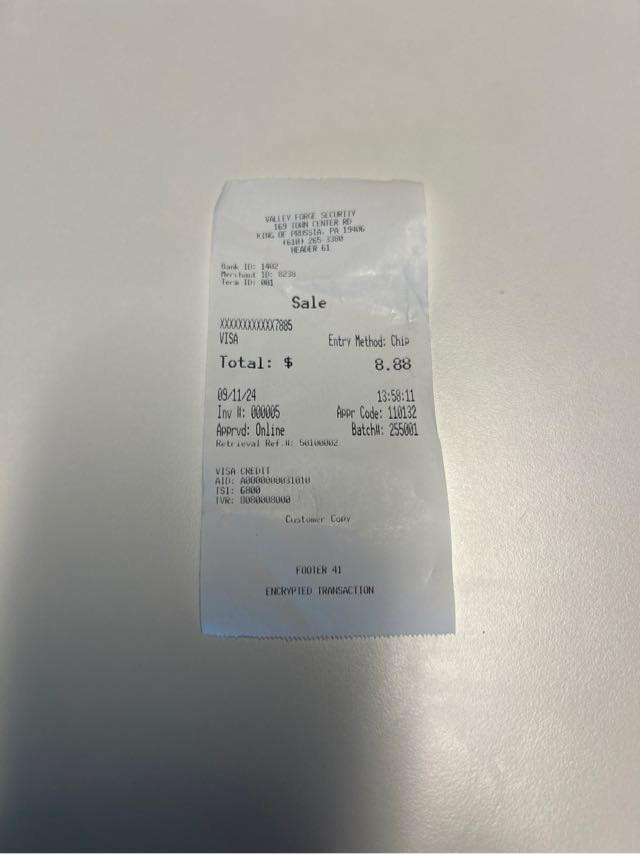 VALLEY FORGE SECURITY
169 TOWN CENTER RD
KING OF PRUSSIA, PA 19406
(610) 265-3380
HEADER 61
Bank ID: 1402
Merchant ID: 8238
Term ID: 001
Sale
XXXXXXXXXXXX7885
VISA Entry Method: Chip
Total: $ 8.88
09/11/24 13:58:11
Inv #: 000005 Appr Code: 110132
Apprvd: Online Batch#: 255001
Retrieval Ref.#: 50100002
VISA CREDIT
AID: A0000000031010
TSI: 6800
TVR: 8080008000
Customer Copy
FOOTER 41
ENCRYPTED TRANSACTION